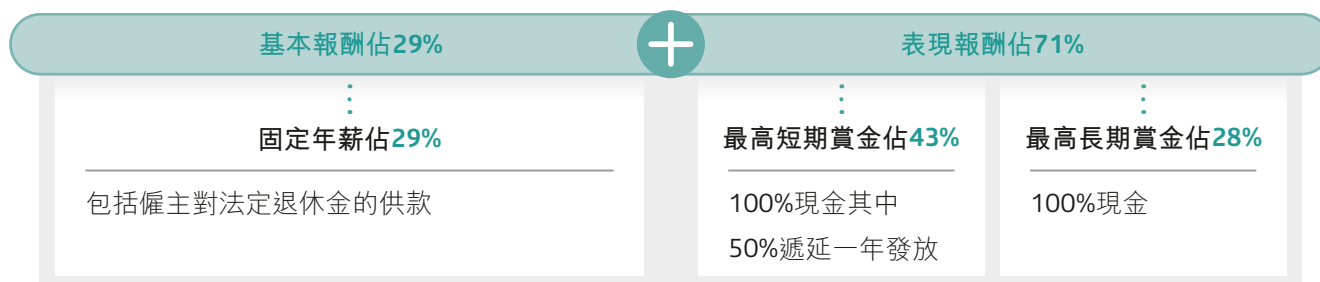 基本報酬佔29%
表現報酬佔71%
固定年薪佔29%
包括僱主對法定退休金的供款
最高短期賞金佔43%
100%現金其中
50%遞延一年發放
最高長期賞金佔28%
100%現金